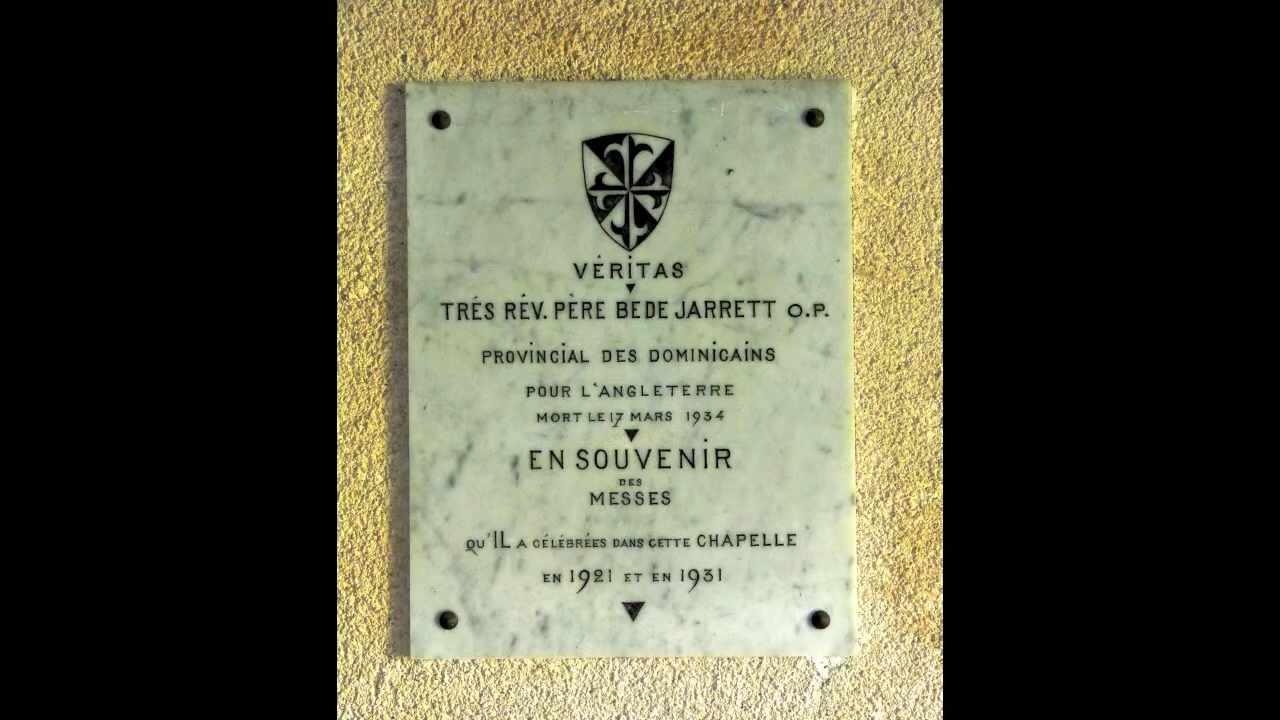 VÉRITAS
TRÉS RÉV. PÈRE BEDE JARRETT O.P.
PROVINCIAL DES DOMINICAINS
POUR L'ANGLETERRE
MORT LE 17 MARS 1934
EN SOUVENIR
DES
MESSES
QU'IL A CÉLÉBRÉES DANS CETTE CHAPELLE
EN 1921 ET EN 1931